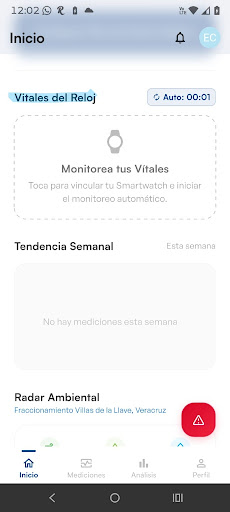 12:02
Inicio
EC
Vitales del Reloj
Auto: 00:01
Monitorea tus Vítales
Toca para vincular tu Smartwatch e iniciar
el monitoreo automático.
Tendencia Semanal
Esta semana
No hay mediciones esta semana
Radar Ambiental
Fraccionamiento Villas de la Llave, Veracruz
Inicio
Mediciones
Análisis
Perfil